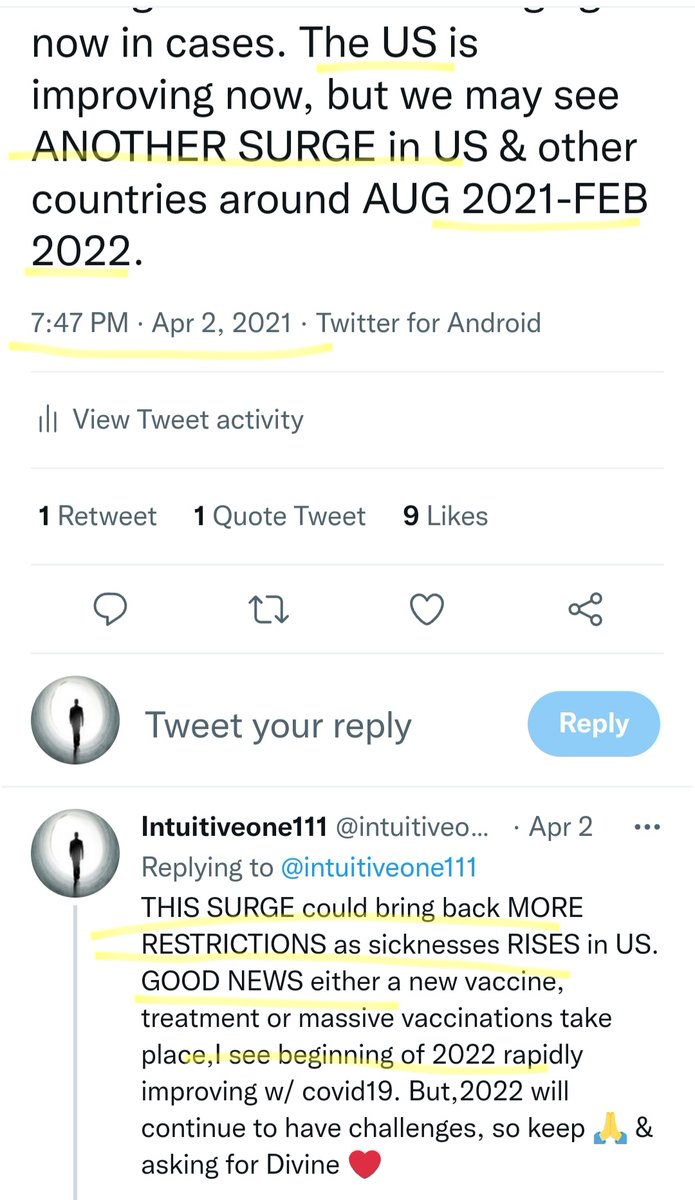 now in cases. The US is
improving now, but we may see
ANOTHER SURGE in US & other
countries around AUG 2021-FEB
2022.
7:47 PM · Apr 2, 2021 · Twitter for Android
View Tweet activity
1 Retweet 1 Quote Tweet 9 Likes
Tweet your reply
Reply
Intuitiveone111 @intuitiveo... · Apr 2
Replying to @intuitiveone111
THIS SURGE could bring back MORE
RESTRICTIONS as sicknesses RISES in US.
GOOD NEWS either a new vaccine,
treatment or massive vaccinations take
place,I see beginning of 2022 rapidly
improving w/ covid19. But,2022 will
continue to have challenges, so keep 🙏 &
asking for Divine ❤️